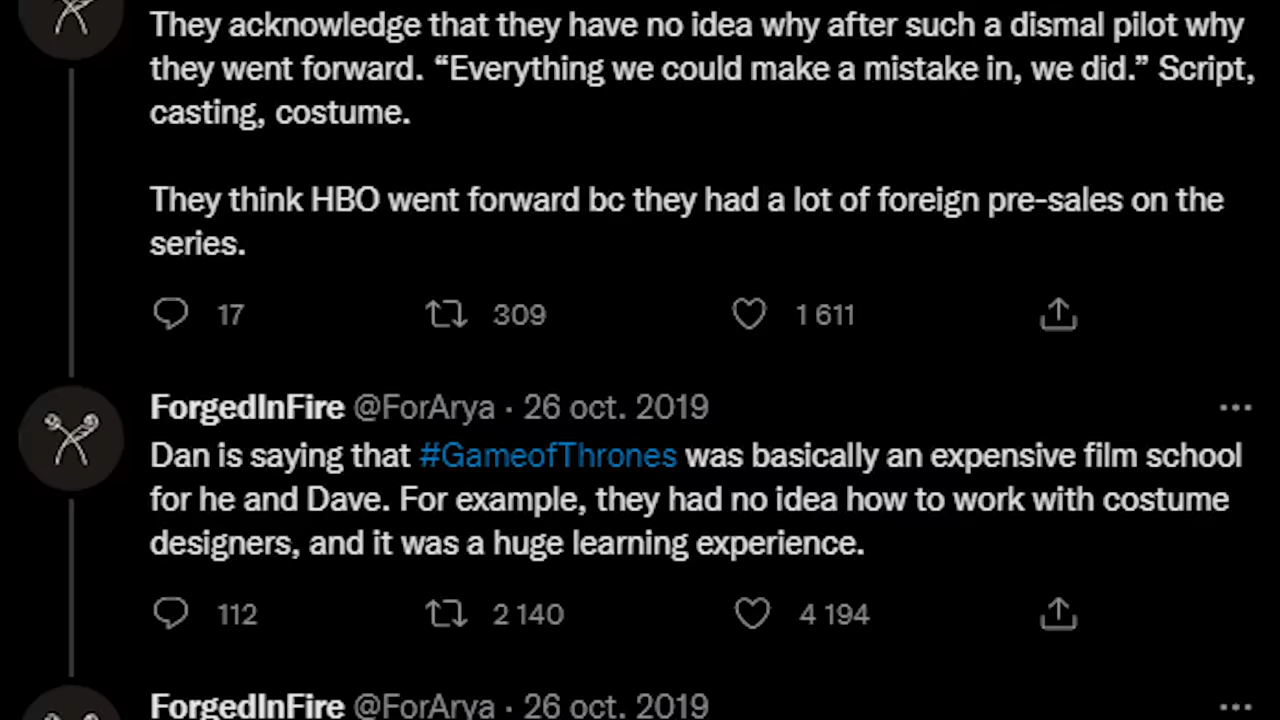 They acknowledge that they have no idea why after such a dismal pilot why
they went forward. “Everything we could make a mistake in, we did.” Script,
casting, costume.
They think HBO went forward bc they had a lot of foreign pre-sales on the
series.
17 309 1 611
ForgedInFire @ForArya · 26 oct. 2019
Dan is saying that #GameofThrones was basically an expensive film school
for he and Dave. For example, they had no idea how to work with costume
designers, and it was a huge learning experience.
112 2 140 4 194
ForgedInFire @ForArya · 26 oct. 2019